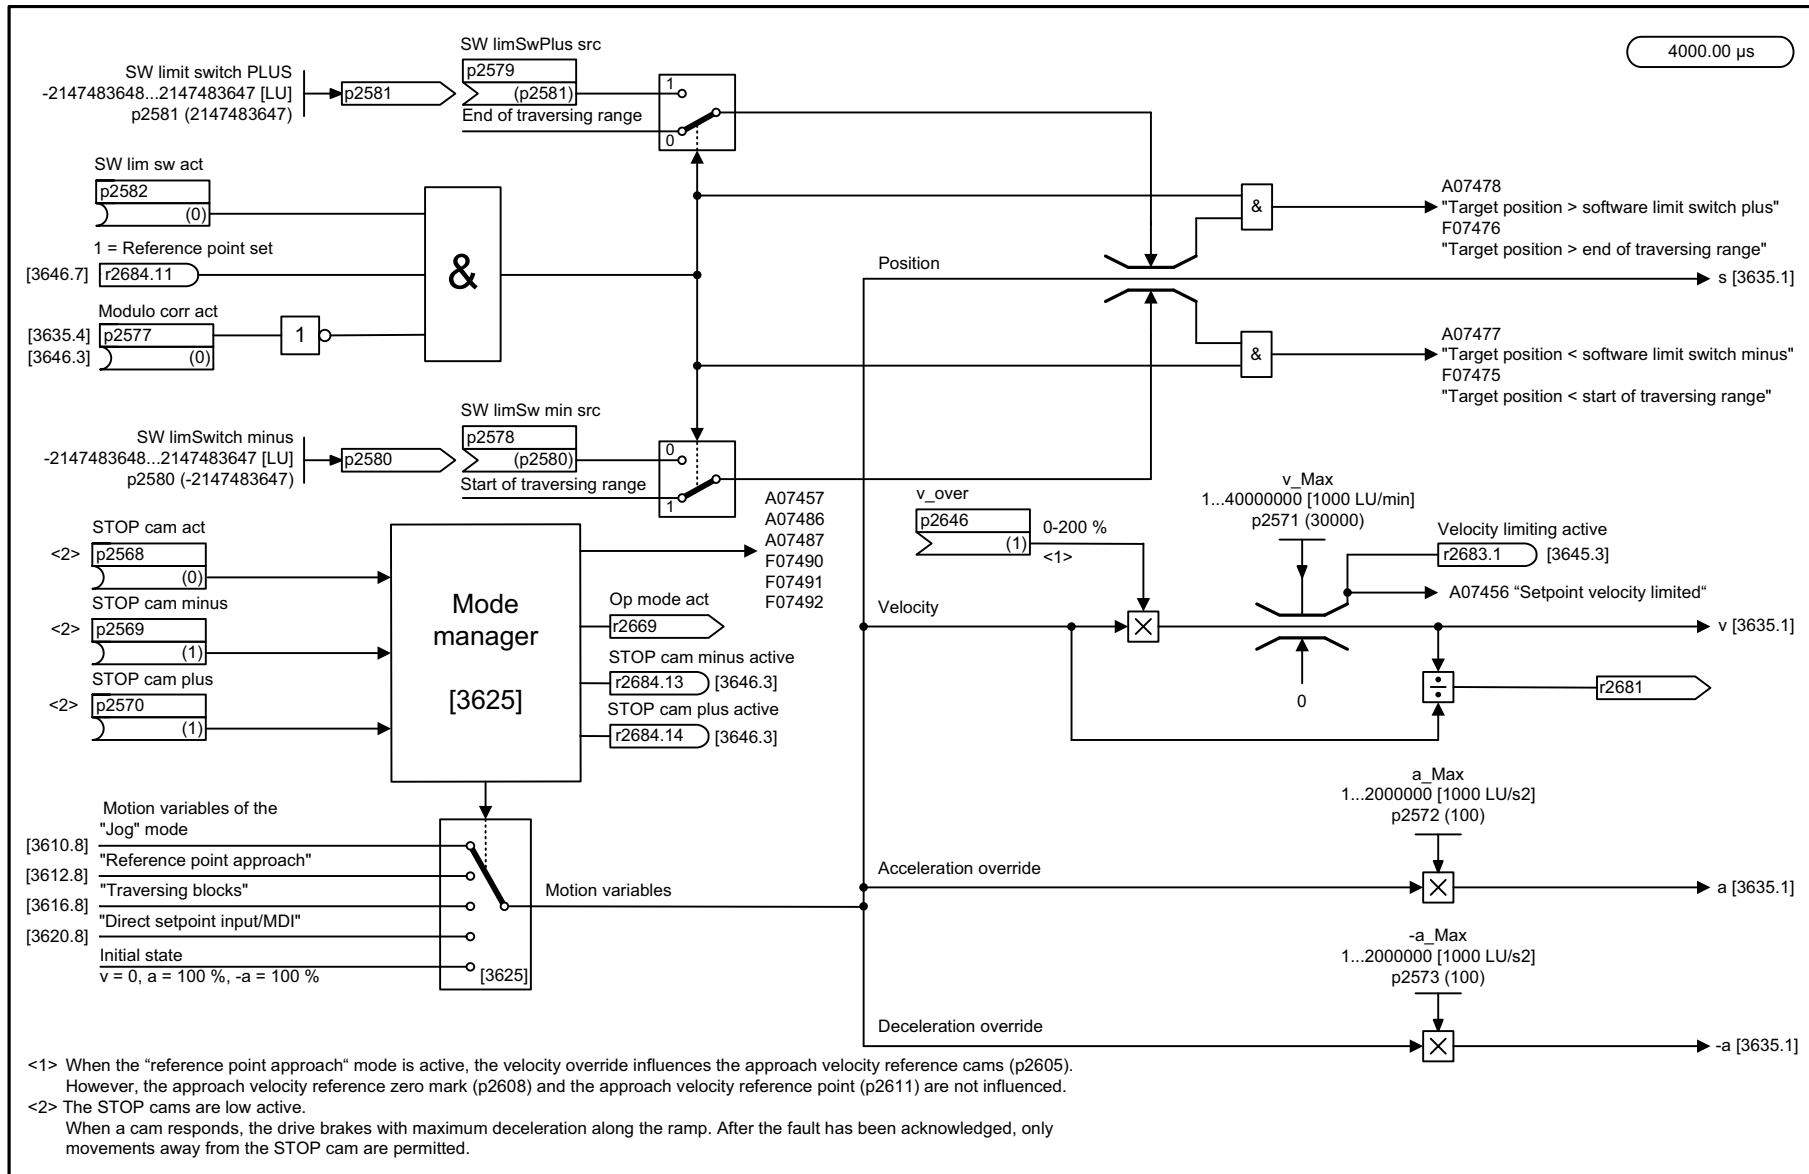 4000.00 µs
SW limSwPlus src
SW limit switch PLUS
-2147483648...2147483647 [LU]
p2581 (2147483647)
p2581
p2579
(p2581)
End of traversing range
1
0
SW lim sw act
p2582
(0)
1 = Reference point set
[3646.7]
r2684.11
Modulo corr act
[3635.4]
[3646.3]
p2577
(0)
1
&
SW limSw min src
SW limSwitch minus
-2147483648...2147483647 [LU]
p2580 (-2147483647)
p2580
p2578
(p2580)
Start of traversing range
0
1
&
A07478
"Target position > software limit switch plus"
F07476
"Target position > end of traversing range"
Position
s [3635.1]
&
A07477
"Target position < software limit switch minus"
F07475
"Target position < start of traversing range"
STOP cam act
<2>
p2568
(0)
STOP cam minus
<2>
p2569
(1)
STOP cam plus
<2>
p2570
(1)
Mode
manager
[3625]
A07457
A07486
A07487
F07490
F07491
F07492
Op mode act
r2669
STOP cam minus active
r2684.13
[3646.3]
STOP cam plus active
r2684.14
[3646.3]
v_over
p2646
(1)
0-200 %
<1>
Velocity
v_Max
1...40000000 [1000 LU/min]
p2571 (30000)
0
Velocity limiting active
r2683.1
[3645.3]
A07456 “Setpoint velocity limited“
v [3635.1]
r2681
Motion variables of the
"Jog" mode
[3610.8]
"Reference point approach"
[3612.8]
"Traversing blocks"
[3616.8]
"Direct setpoint input/MDI"
[3620.8]
Initial state
v = 0, a = 100 %, -a = 100 %
[3625]
Motion variables
a_Max
1...2000000 [1000 LU/s2]
p2572 (100)
Acceleration override
a [3635.1]
-a_Max
1...2000000 [1000 LU/s2]
p2573 (100)
Deceleration override
-a [3635.1]
<1> When the “reference point approach“ mode is active, the velocity override influences the approach velocity reference cams (p2605).
However, the approach velocity reference zero mark (p2608) and the approach velocity reference point (p2611) are not influenced.
<2> The STOP cams are low active.
When a cam responds, the drive brakes with maximum deceleration along the ramp. After the fault has been acknowledged, only
movements away from the STOP cam are permitted.